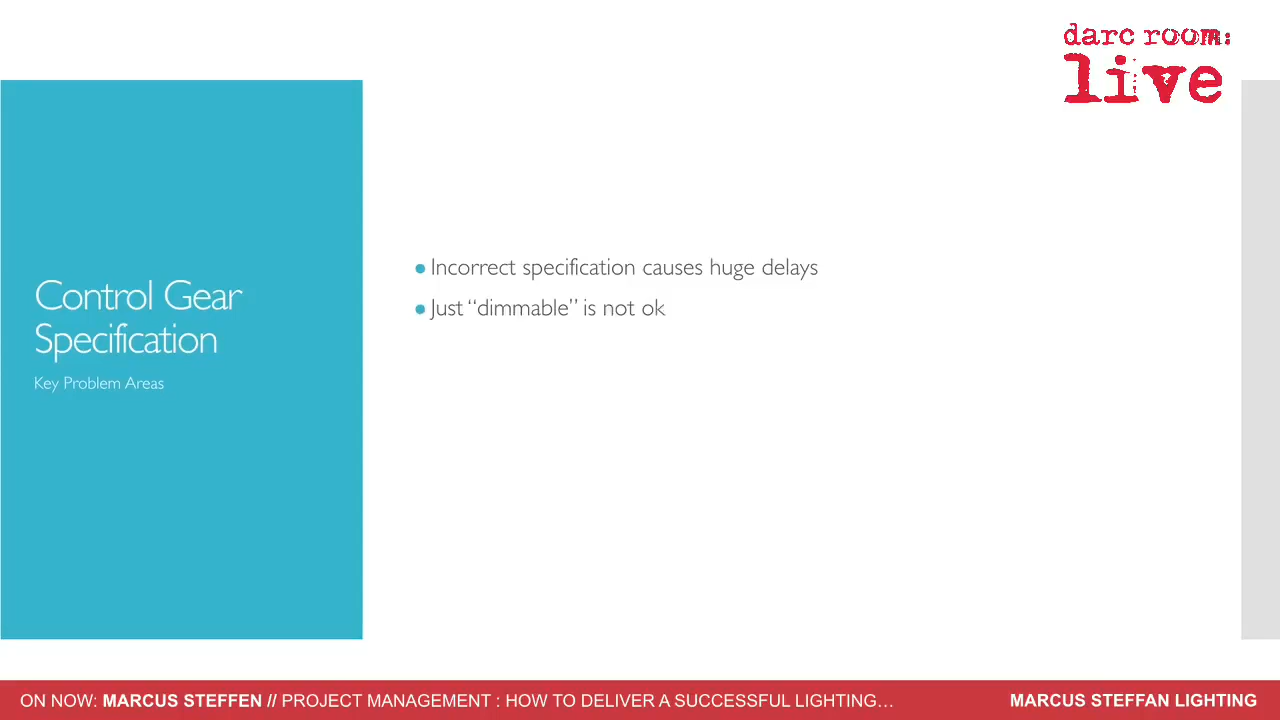 darc room:
live
Control Gear
Specification
Key Problem Areas
● Incorrect specification causes huge delays
● Just “dimmable” is not ok
ON NOW: MARCUS STEFFEN // PROJECT MANAGEMENT : HOW TO DELIVER A SUCCESSFUL LIGHTING…
MARCUS STEFFAN LIGHTING